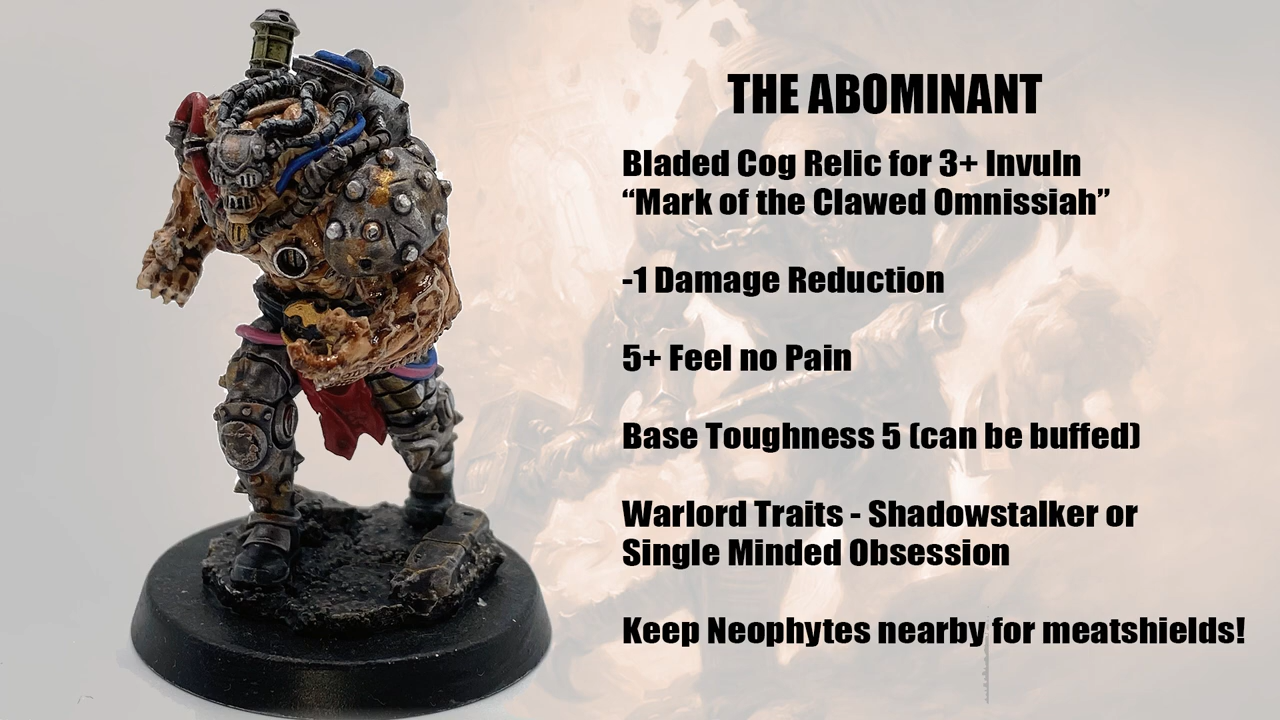 THE ABOMINANT
Bladed Cog Relic for 3+ Invuln
“Mark of the Clawed Omnissiah”
-1 Damage Reduction
5+ Feel no Pain
Base Toughness 5 (can be buffed)
Warlord Traits - Shadowstalker or
Single Minded Obsession
Keep Neophytes nearby for meatshields!